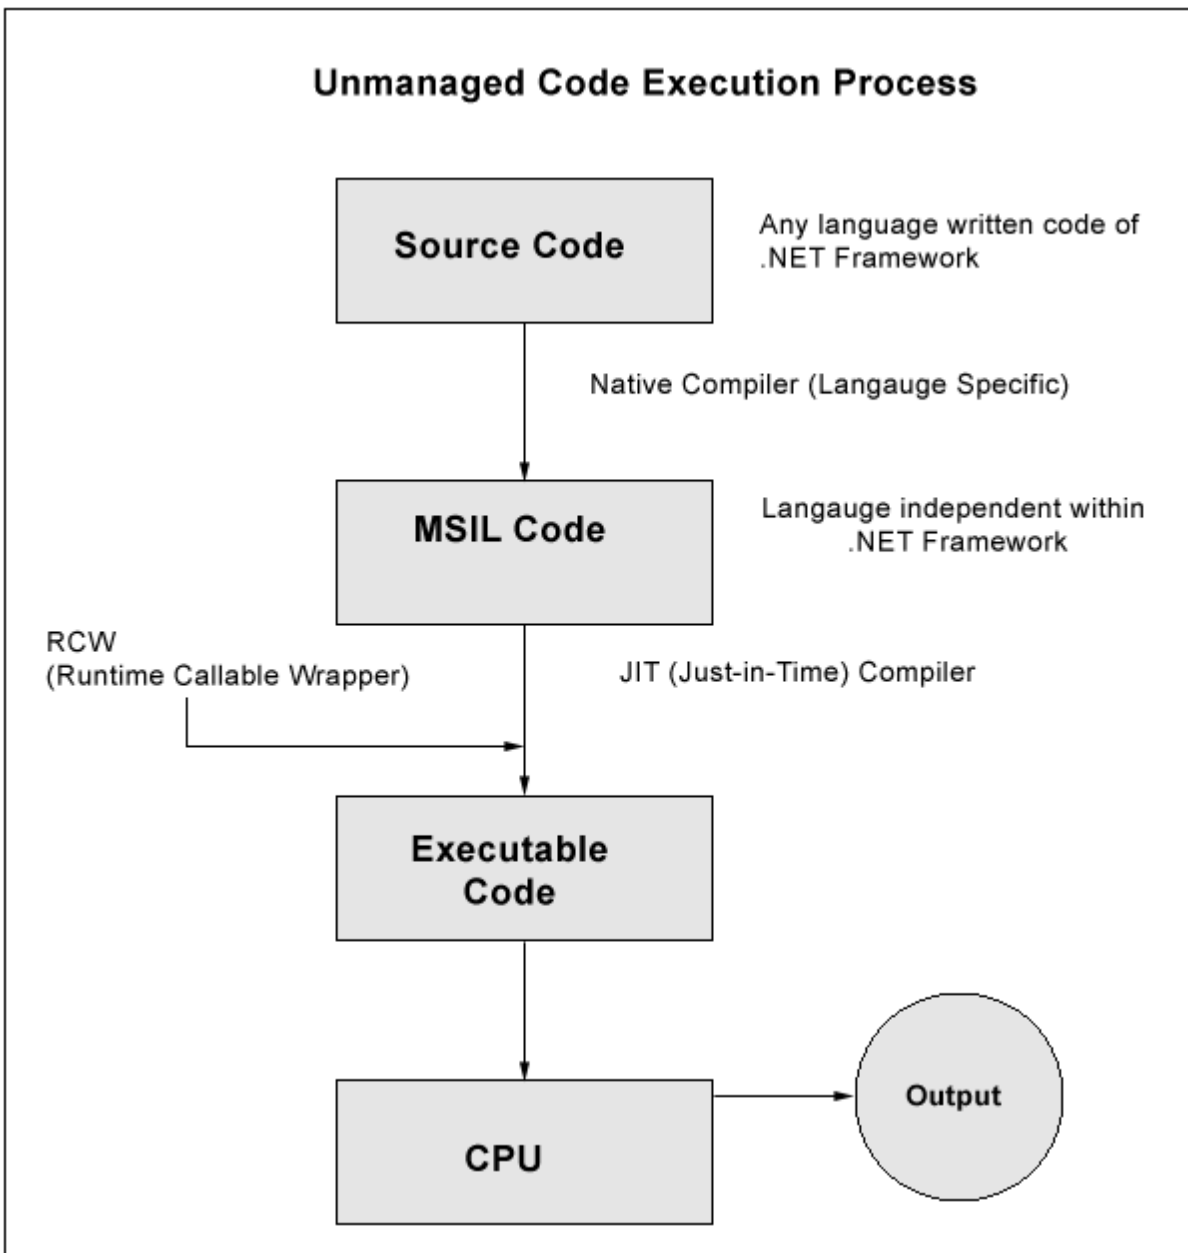 Unmanaged Code Execution Process
Source Code
Any language written code of
.NET Framework
Native Compiler (Langauge Specific)
MSIL Code
Langauge independent within
.NET Framework
RCW
(Runtime Callable Wrapper)
JIT (Just-in-Time) Compiler
Executable
Code
CPU
Output